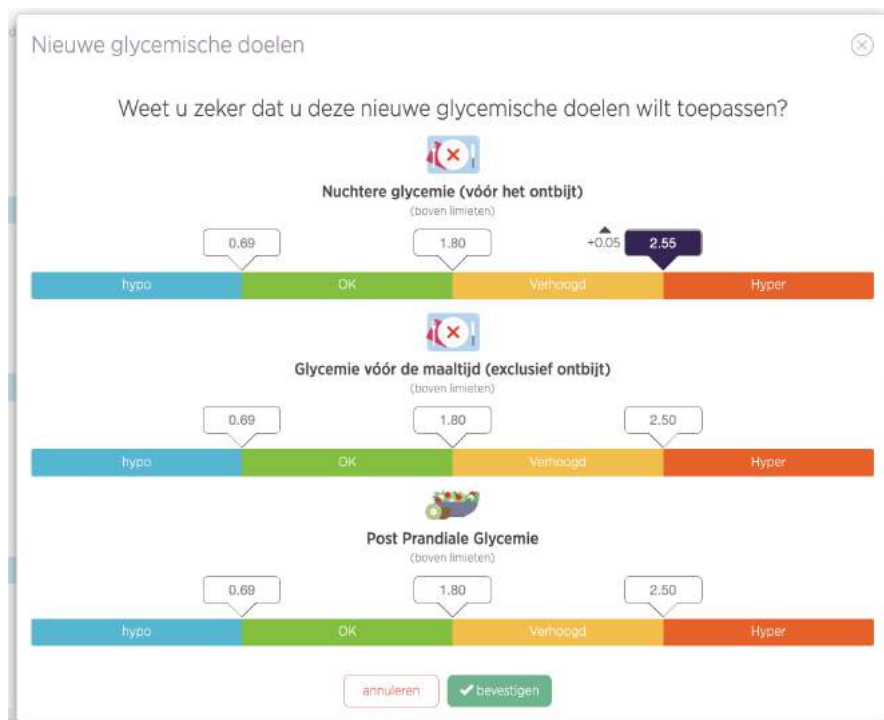 Nieuwe glycemische doelen
Weet u zeker dat u deze nieuwe glycemische doelen wilt toepassen?
Nuchtere glycemie (vóór het ontbijt)
(boven limieten)
0.69 1.80 +0.05 2.55
hypo OK Verhoogd Hyper
Glycemie vóór de maaltijd (exclusief ontbijt)
(boven limieten)
0.69 1.80 2.50
hypo OK Verhoogd Hyper
Post Prandiale Glycemie
(boven limieten)
0.69 1.80 2.50
hypo OK Verhoogd Hyper
annuleren bevestigen